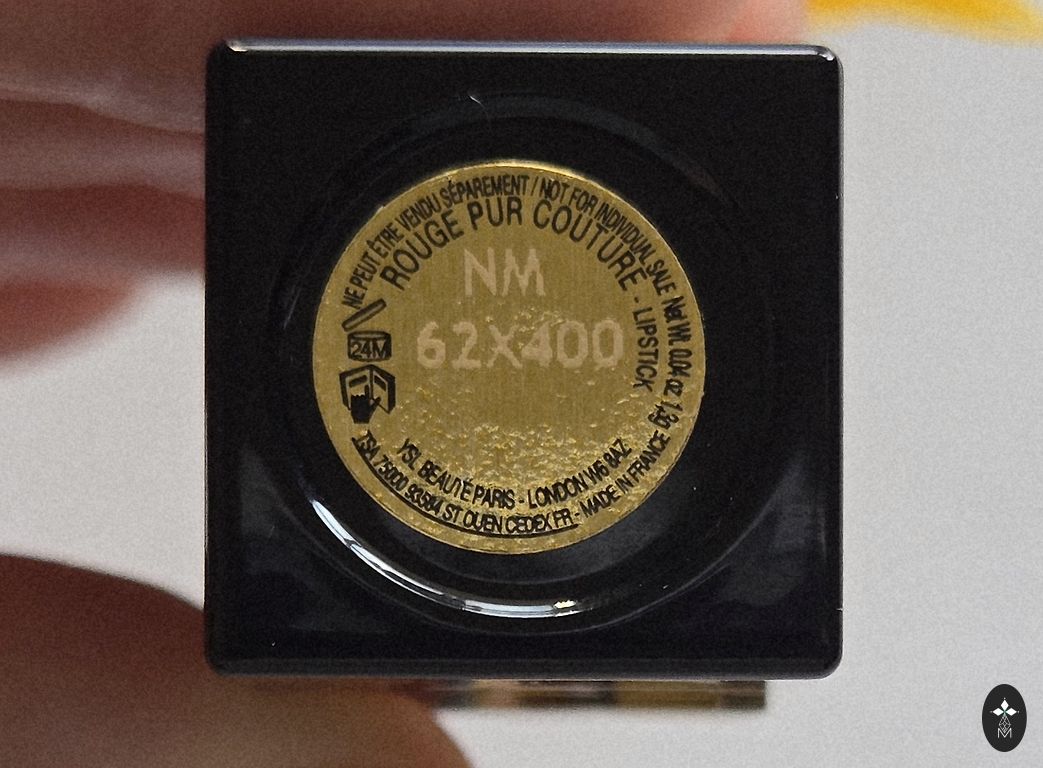 NE PEUT ÊTRE VENDU SÉPAREMENT / NOT FOR INDIVIDUAL SALE Net Wt. 0.04 oz 1,2g
ROUGE PUR COUTURE - LIPSTICK
NM
62X400
24M
YSL BEAUTÉ PARIS - LONDON W6 8AZ
TSA 75000 93584 ST OUEN CEDEX FR - MADE IN FRANCE
M